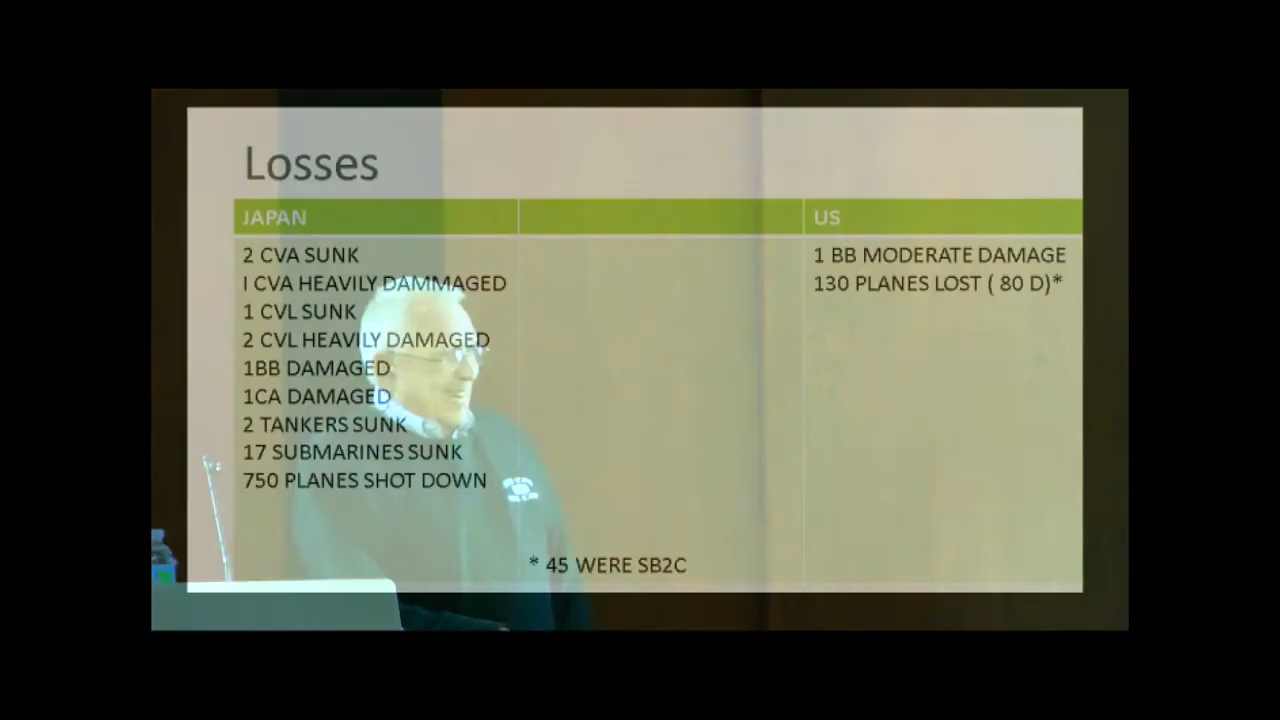 Losses
JAPAN
US
2 CVA SUNK
I CVA HEAVILY DAMMAGED
1 CVL SUNK
2 CVL HEAVILY DAMAGED
1BB DAMAGED
1CA DAMAGED
2 TANKERS SUNK
17 SUBMARINES SUNK
750 PLANES SHOT DOWN
1 BB MODERATE DAMAGE
130 PLANES LOST ( 80 D)*
* 45 WERE SB2C